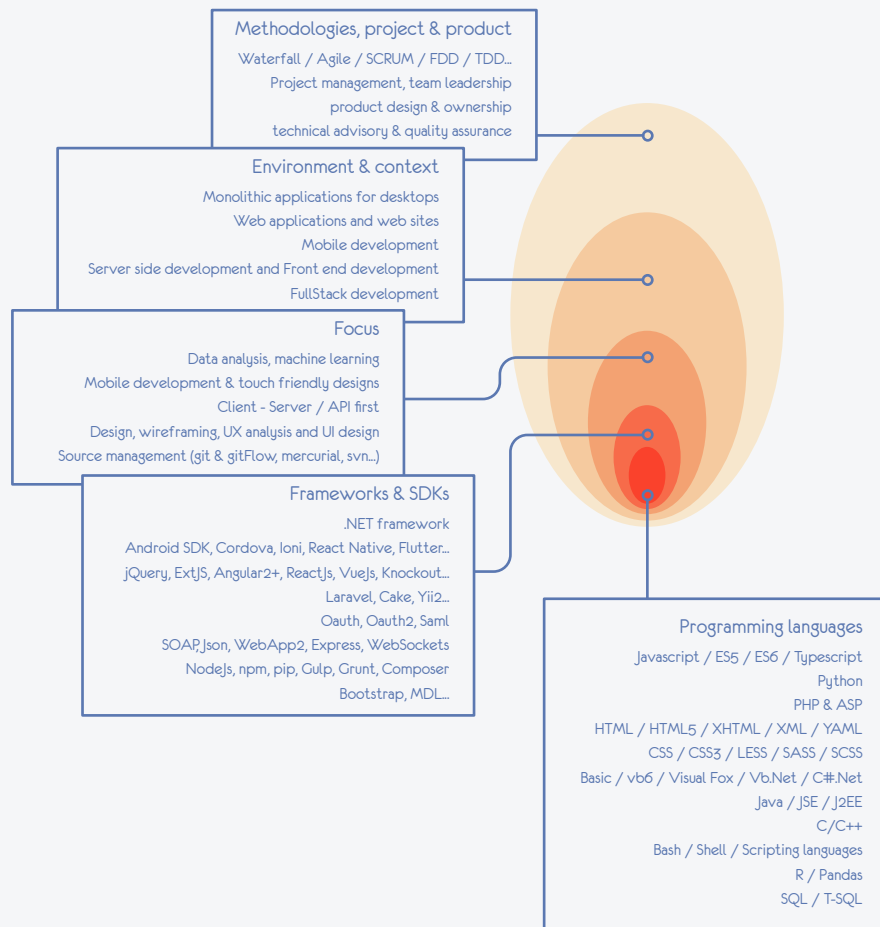 Methodologies, project & product
Waterfall / Agile / SCRUM / FDD / TDD...
Project management, team leadership
product design & ownership
technical advisory & quality assurance
Environment & context
Monolithic applications for desktops
Web applications and web sites
Mobile development
Server side development and Front end development
FullStack development
Focus
Data analysis, machine learning
Mobile development & touch friendly designs
Client - Server / API first
Design, wireframing, UX analysis and UI design
Source management (git & gitFlow, mercurial, svn...)
Frameworks & SDKs
.NET framework
Android SDK, Cordova, Ioni, React Native, Flutter...
jQuery, ExtJS, Angular2+, ReactJs, VueJs, Knockout...
Laravel, Cake, Yii2...
Oauth, Oauth2, Saml
SOAP,Json, WebApp2, Express, WebSockets
NodeJs, npm, pip, Gulp, Grunt, Composer
Bootstrap, MDL...
Programming languages
Javascript / ES5 / ES6 / Typescript
Python
PHP & ASP
HTML / HTML5 / XHTML / XML / YAML
CSS / CSS3 / LESS / SASS / SCSS
Basic / vb6 / Visual Fox / Vb.Net / C#.Net
Java / JSE / J2EE
C/C++
Bash / Shell / Scripting languages
R / Pandas
SQL / T-SQL